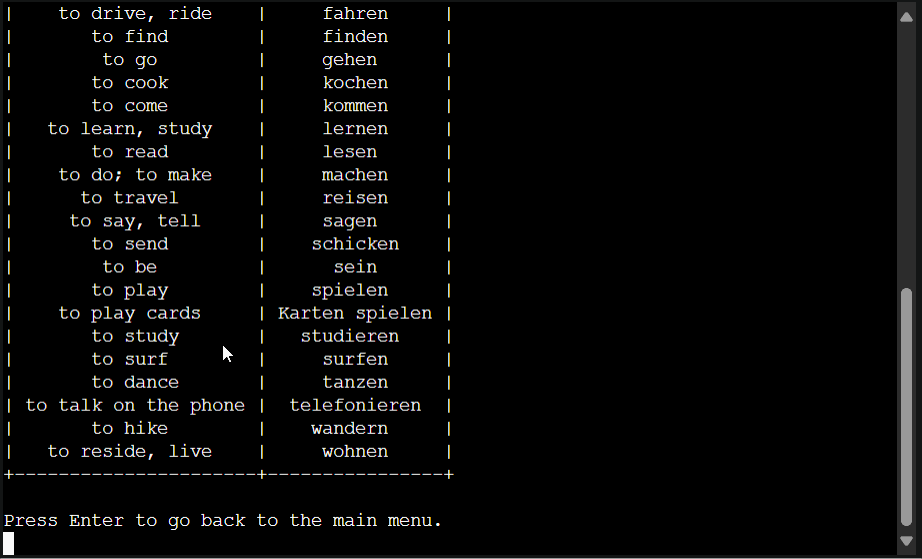 | to drive, ride | fahren |
| to find | finden |
| to go | gehen |
| to cook | kochen |
| to come | kommen |
| to learn, study | lernen |
| to read | lesen |
| to do; to make | machen |
| to travel | reisen |
| to say, tell | sagen |
| to send | schicken |
| to be | sein |
| to play | spielen |
| to play cards | Karten spielen |
| to study | studieren |
| to surf | surfen |
| to dance | tanzen |
| to talk on the phone | telefonieren |
| to hike | wandern |
| to reside, live | wohnen |
+----------------------+----------------+
Press Enter to go back to the main menu.